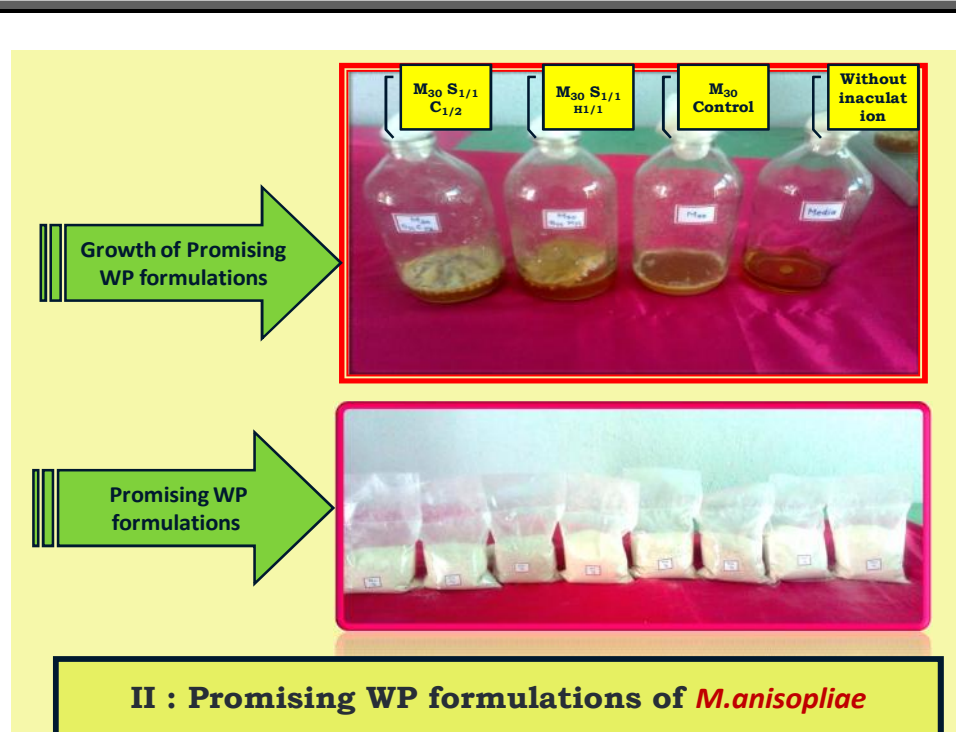 M30 S1/1
C1/2
M30 S1/1
H1/1
M30
Control
Without
inaculat
ion
M30
Media
Growth of Promising
WP formulations
Promising WP
formulations
II : Promising WP formulations of M.anisopliae